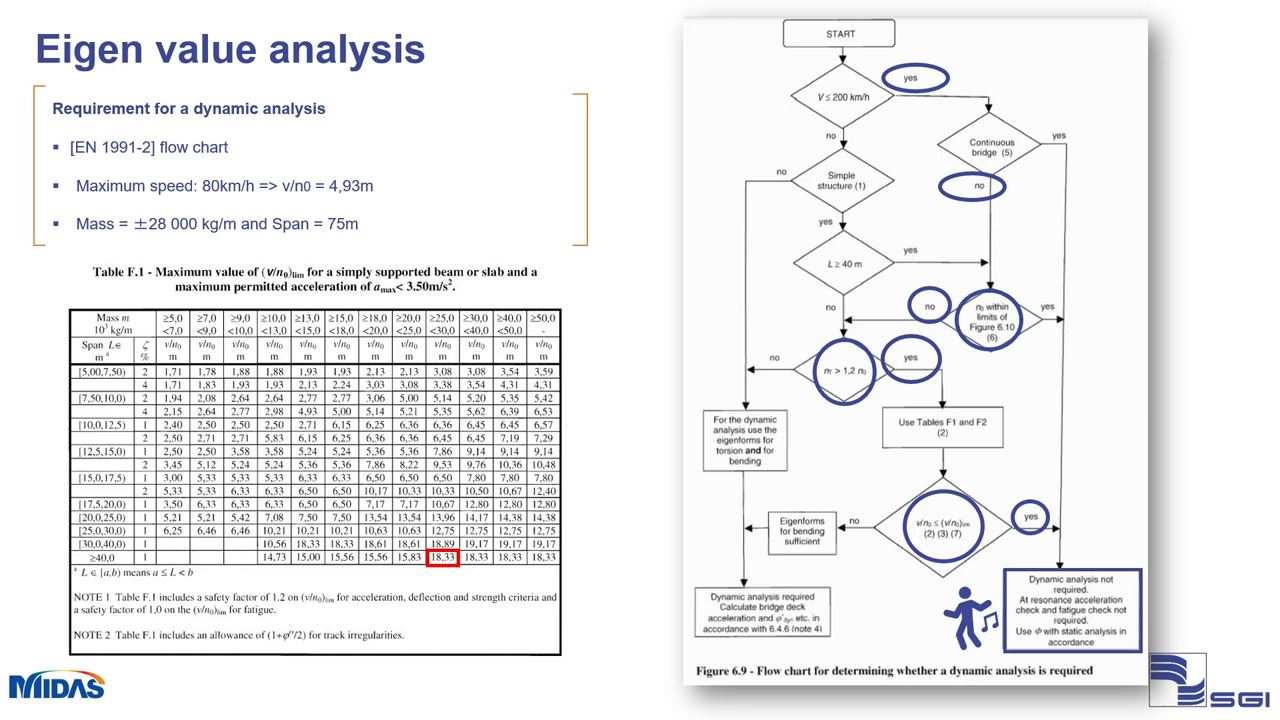 Eigen value analysis
Requirement for a dynamic analysis
▪ [EN 1991-2] flow chart
▪ Maximum speed: 80km/h => v/n0 = 4,93m
▪ Mass = ±28 000 kg/m and Span = 75m
Table F.1 - Maximum value of (v/n₀)lim for a simply supported beam or slab and a
maximum permitted acceleration of amax< 3.50m/s².
Mass m ≥5,0 ≥7,0 ≥9,0 ≥10,0 ≥13,0 ≥15,0 ≥18,0 ≥20,0 ≥25,0 ≥30,0 ≥40,0 ≥50,0
10³ kg/m <7,0 <9,0 <10,0 <13,0 <15,0 <18,0 <20,0 <25,0 <30,0 <40,0 <50,0 -
Span L∈ ζ v/n₀ v/n₀ v/n₀ v/n₀ v/n₀ v/n₀ v/n₀ v/n₀ v/n₀ v/n₀ v/n₀ v/n₀
m ᵃ % m m m m m m m m m m m m
[5,00,7,50) 2 1,71 1,78 1,88 1,88 1,93 1,93 2,13 2,13 3,08 3,08 3,54 3,59
4 1,71 1,83 1,93 1,93 2,13 2,24 3,03 3,08 3,38 3,54 4,31 4,31
[7,50,10,0) 2 1,94 2,08 2,64 2,64 2,77 2,77 3,06 5,00 5,14 5,20 5,35 5,42
4 2,15 2,64 2,77 2,98 4,93 5,00 5,14 5,21 5,35 5,62 6,39 6,53
[10,0,12,5) 1 2,40 2,50 2,50 2,50 2,71 6,15 6,25 6,36 6,36 6,45 6,45 6,57
2 2,50 2,71 2,71 5,83 6,15 6,25 6,36 6,36 6,45 6,45 7,19 7,29
[12,5,15,0) 1 2,50 2,50 3,58 3,58 5,24 5,24 5,36 5,36 7,86 9,14 9,14 9,14
2 3,45 5,12 5,24 5,24 5,36 5,36 7,86 8,22 9,53 9,76 10,36 10,48
[15,0,17,5) 1 3,00 5,33 5,33 5,33 6,33 6,33 6,50 6,50 6,50 7,80 7,80 7,80
2 5,33 5,33 6,33 6,33 6,50 6,50 10,17 10,33 10,33 10,50 10,67 12,40
[17,5,20,0) 1 3,50 6,33 6,33 6,33 6,50 6,50 7,17 7,17 10,67 12,80 12,80 12,80
[20,0,25,0) 1 5,21 5,21 5,42 7,08 7,50 7,50 13,54 13,54 13,96 14,17 14,38 14,38
[25,0,30,0) 1 6,25 6,46 6,46 10,21 10,21 10,21 10,63 10,63 12,75 12,75 12,75 12,75
[30,0,40,0) 1 10,56 18,33 18,33 18,61 18,61 18,89 19,17 19,17 19,17
≥40,0 1 14,73 15,00 15,56 15,56 15,83 18,33 18,33 18,33 18,33
ᵃ L ∈ [a,b) means a ≤ L < b
NOTE 1 Table F.1 includes a safety factor of 1.2 on (v/n₀)lim for acceleration, deflection and strength criteria and
a safety factor of 1,0 on the (v/n₀)lim for fatigue.
NOTE 2 Table F.1 includes an allowance of (1+φ″/2) for track irregularities.
MIDAS
START
yes
V ≤ 200 km/h
no
yes
Continuous
bridge (5)
no
no
Simple
structure (1)
yes
yes
L ≥ 40 m
no
no
n₀ within
limits of
Figure 6.10
(6)
yes
no
nT > 1,2 n₀
yes
For the dynamic
analysis use the
eigenforms for
torsion and for
bending
Use Tables F1 and F2
(2)
Eigenforms
for bending
sufficient
no
v/n₀ ≤ (v/n₀)lim
(2) (3) (7)
yes
Dynamic analysis required
Calculate bridge deck
acceleration and φ′dyn etc. in
accordance with 6.4.6 (note 4)
Dynamic analysis not
required.
At resonance acceleration
check and fatigue check not
required.
Use Φ with static analysis in
accordance
Figure 6.9 - Flow chart for determining whether a dynamic analysis is required
SGI